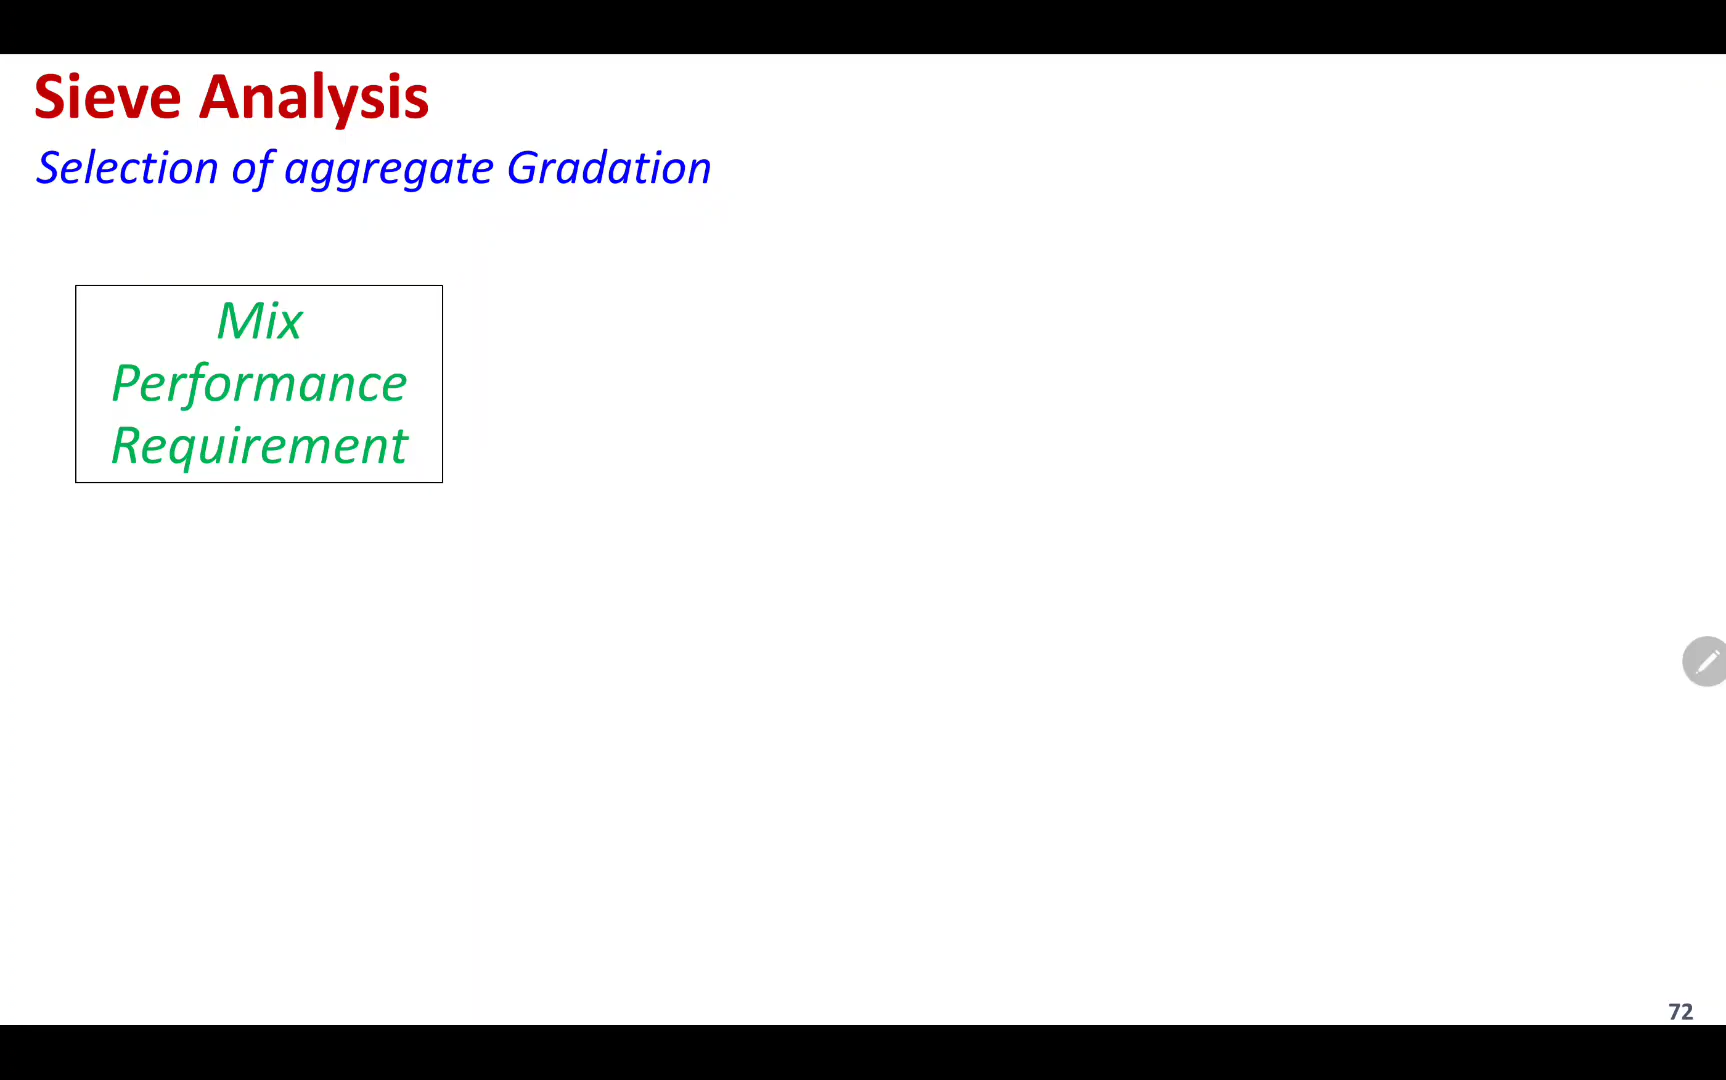 Sieve Analysis
Selection of aggregate Gradation
Mix
Performance
Requirement
72